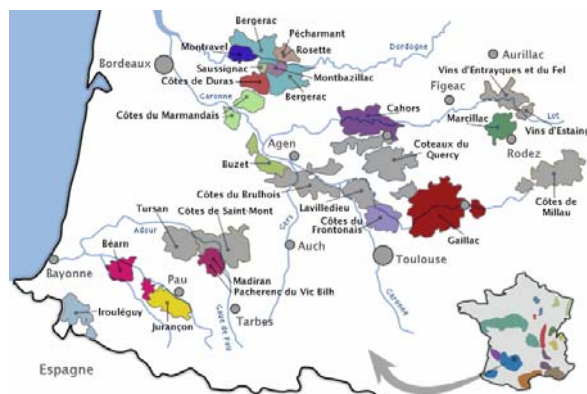 Bergerac
Pécharmant
Montravel
Rosette
Dordogne
Bordeaux
Saussignac
Montbazillac
Côtes de Duras
Bergerac
Garonne
Côtes du Marmandais
Aurillac
Vins d'Entrayques et du Fel
Figeac
Cahors
Marcillac
Lot
Vins d'Estaing
Rodez
Agen
Coteaux du
Quercy
Buzet
Côtes du Brulhois
Lavilledieu
Côtes du
Frontonais
Côtes de
Millau
Gaillac
Tursan
Côtes de Saint-Mont
Adour
Gers
Auch
Toulouse
Béarn
Bayonne
Pau
Madiran
Pacherenc du Vic Bilh
Garonne
Irouléguy
Jurançon
Gave de Pau
Tarbes
Espagne